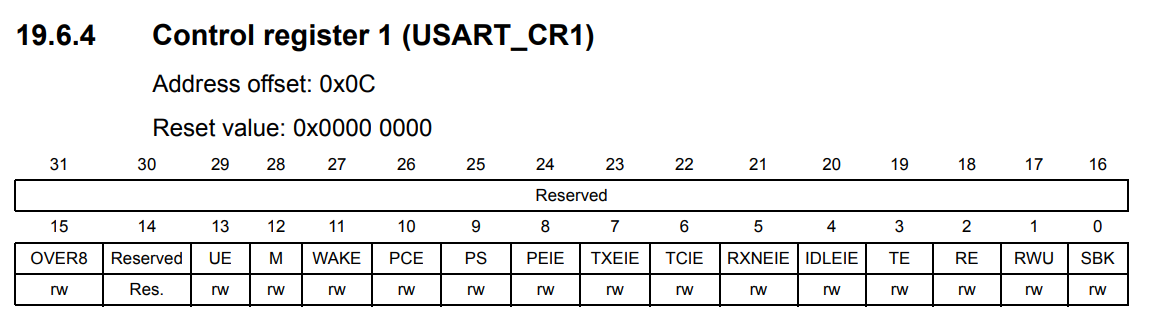 19.6.4 Control register 1 (USART_CR1)
Address offset: 0x0C
Reset value: 0x0000 0000
31 30 29 28 27 26 25 24 23 22 21 20 19 18 17 16
Reserved
15 14 13 12 11 10 9 8 7 6 5 4 3 2 1 0
OVER8 Reserved UE M WAKE PCE PS PEIE TXEIE TCIE RXNEIE IDLEIE TE RE RWU SBK
rw Res. rw rw rw rw rw rw rw rw rw rw rw rw rw rw